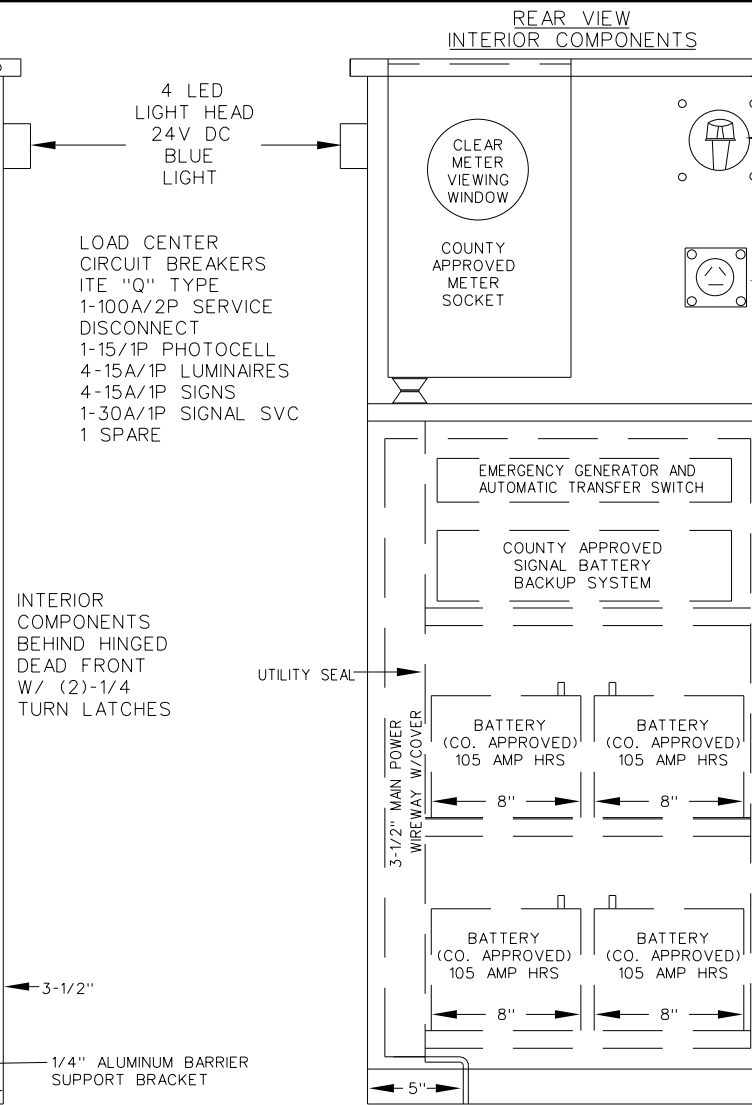 REAR VIEW
INTERIOR COMPONENTS
4 LED
LIGHT HEAD
24V DC
BLUE
LIGHT
CLEAR
METER
VIEWING
WINDOW
COUNTY
APPROVED
METER
SOCKET
LOAD CENTER
CIRCUIT BREAKERS
ITE "Q" TYPE
1-100A/2P SERVICE
DISCONNECT
1-15/1P PHOTOCELL
4-15A/1P LUMINAIRES
4-15A/1P SIGNS
1-30A/1P SIGNAL SVC
1 SPARE
EMERGENCY GENERATOR AND
AUTOMATIC TRANSFER SWITCH
COUNTY APPROVED
SIGNAL BATTERY
BACKUP SYSTEM
INTERIOR
COMPONENTS
BEHIND HINGED
DEAD FRONT
W/ (2)-1/4
TURN LATCHES
UTILITY SEAL
3-1/2" MAIN POWER
WIREWAY W/COVER
BATTERY
(CO. APPROVED)
105 AMP HRS
8"
BATTERY
(CO. APPROVED)
105 AMP HRS
8"
BATTERY
(CO. APPROVED)
105 AMP HRS
8"
BATTERY
(CO. APPROVED)
105 AMP HRS
8"
3-1/2"
1/4" ALUMINUM BARRIER
SUPPORT BRACKET
5"